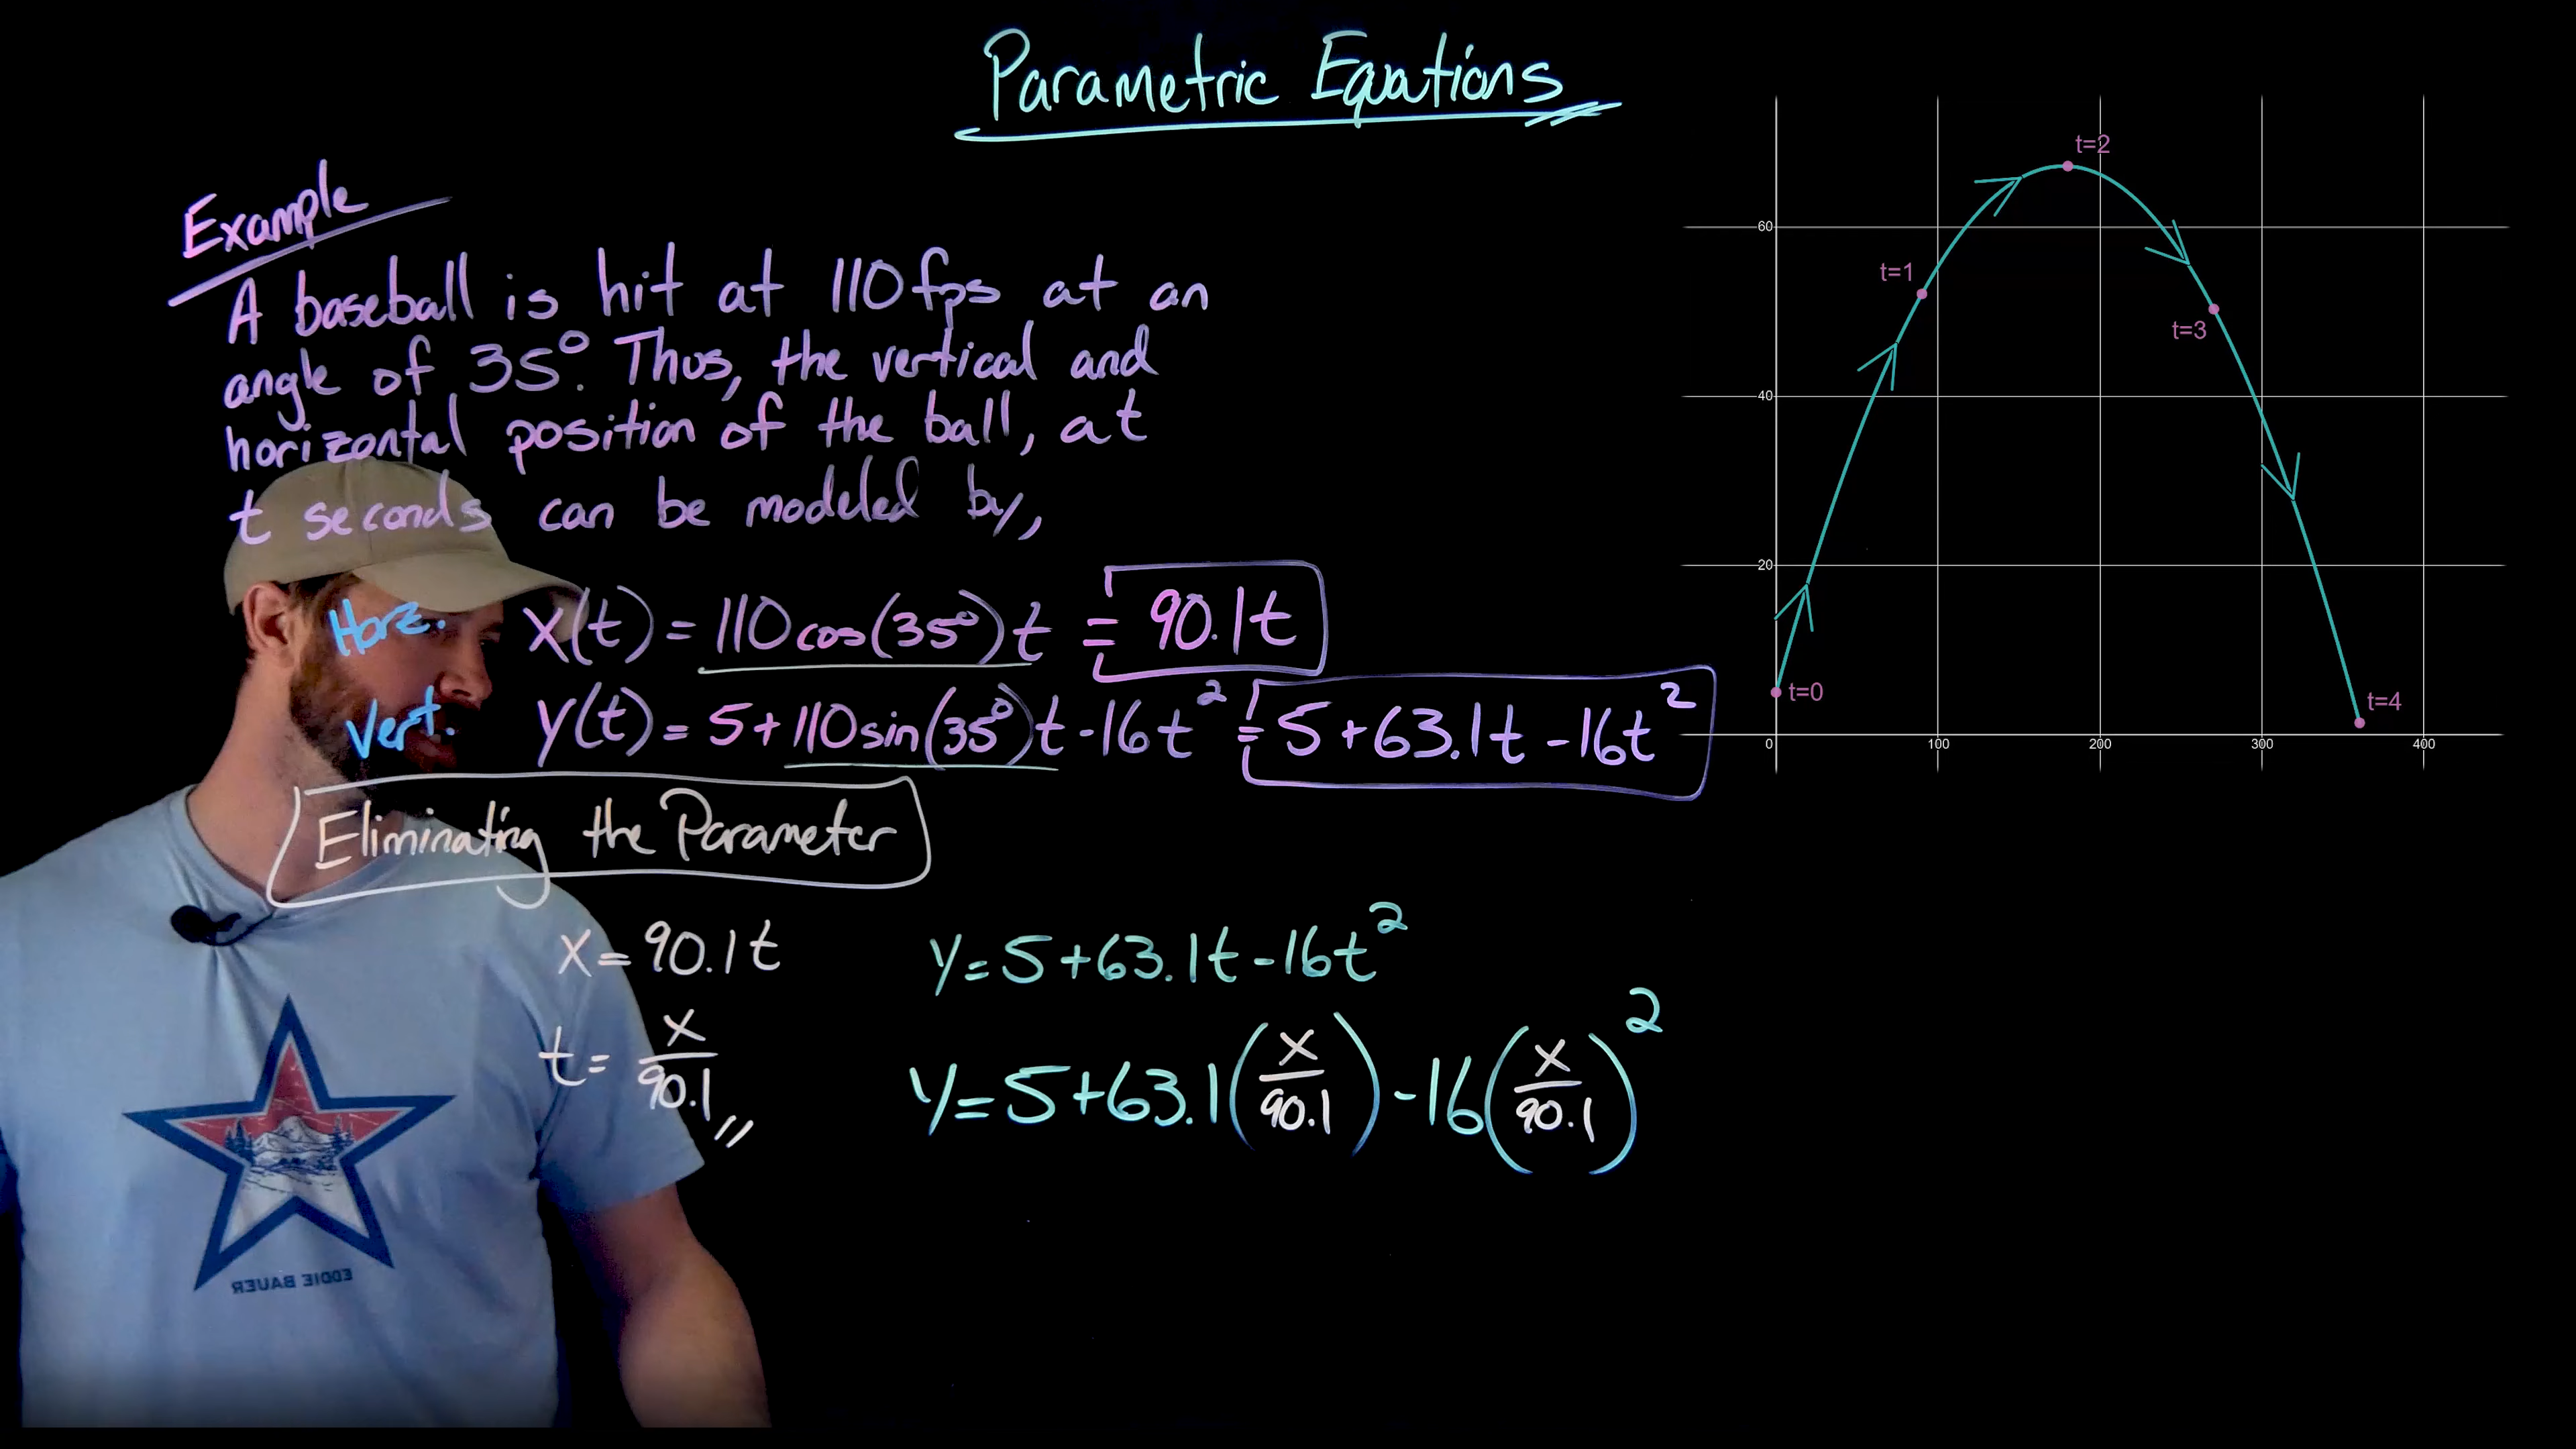 Parametric Equations
Example
A baseball is hit at 110 fps at an
angle of 35°. Thus, the vertical and
horizontal position of the ball, at
t seconds can be modeled by,
Horz. x(t) = 110 cos(35°) t = 90.1t
Vert. y(t) = 5 + 110 sin(35°) t - 16t² = 5 + 63.1t - 16t²
Eliminating the Parameter
x = 90.1t
t = x/90.1
y = 5 + 63.1t - 16t²
y = 5 + 63.1(x/90.1) - 16(x/90.1)²
EDDIE BAUER
t=2
60
t=1
t=3
40
20
t=0
t=4
0 100 200 300 400